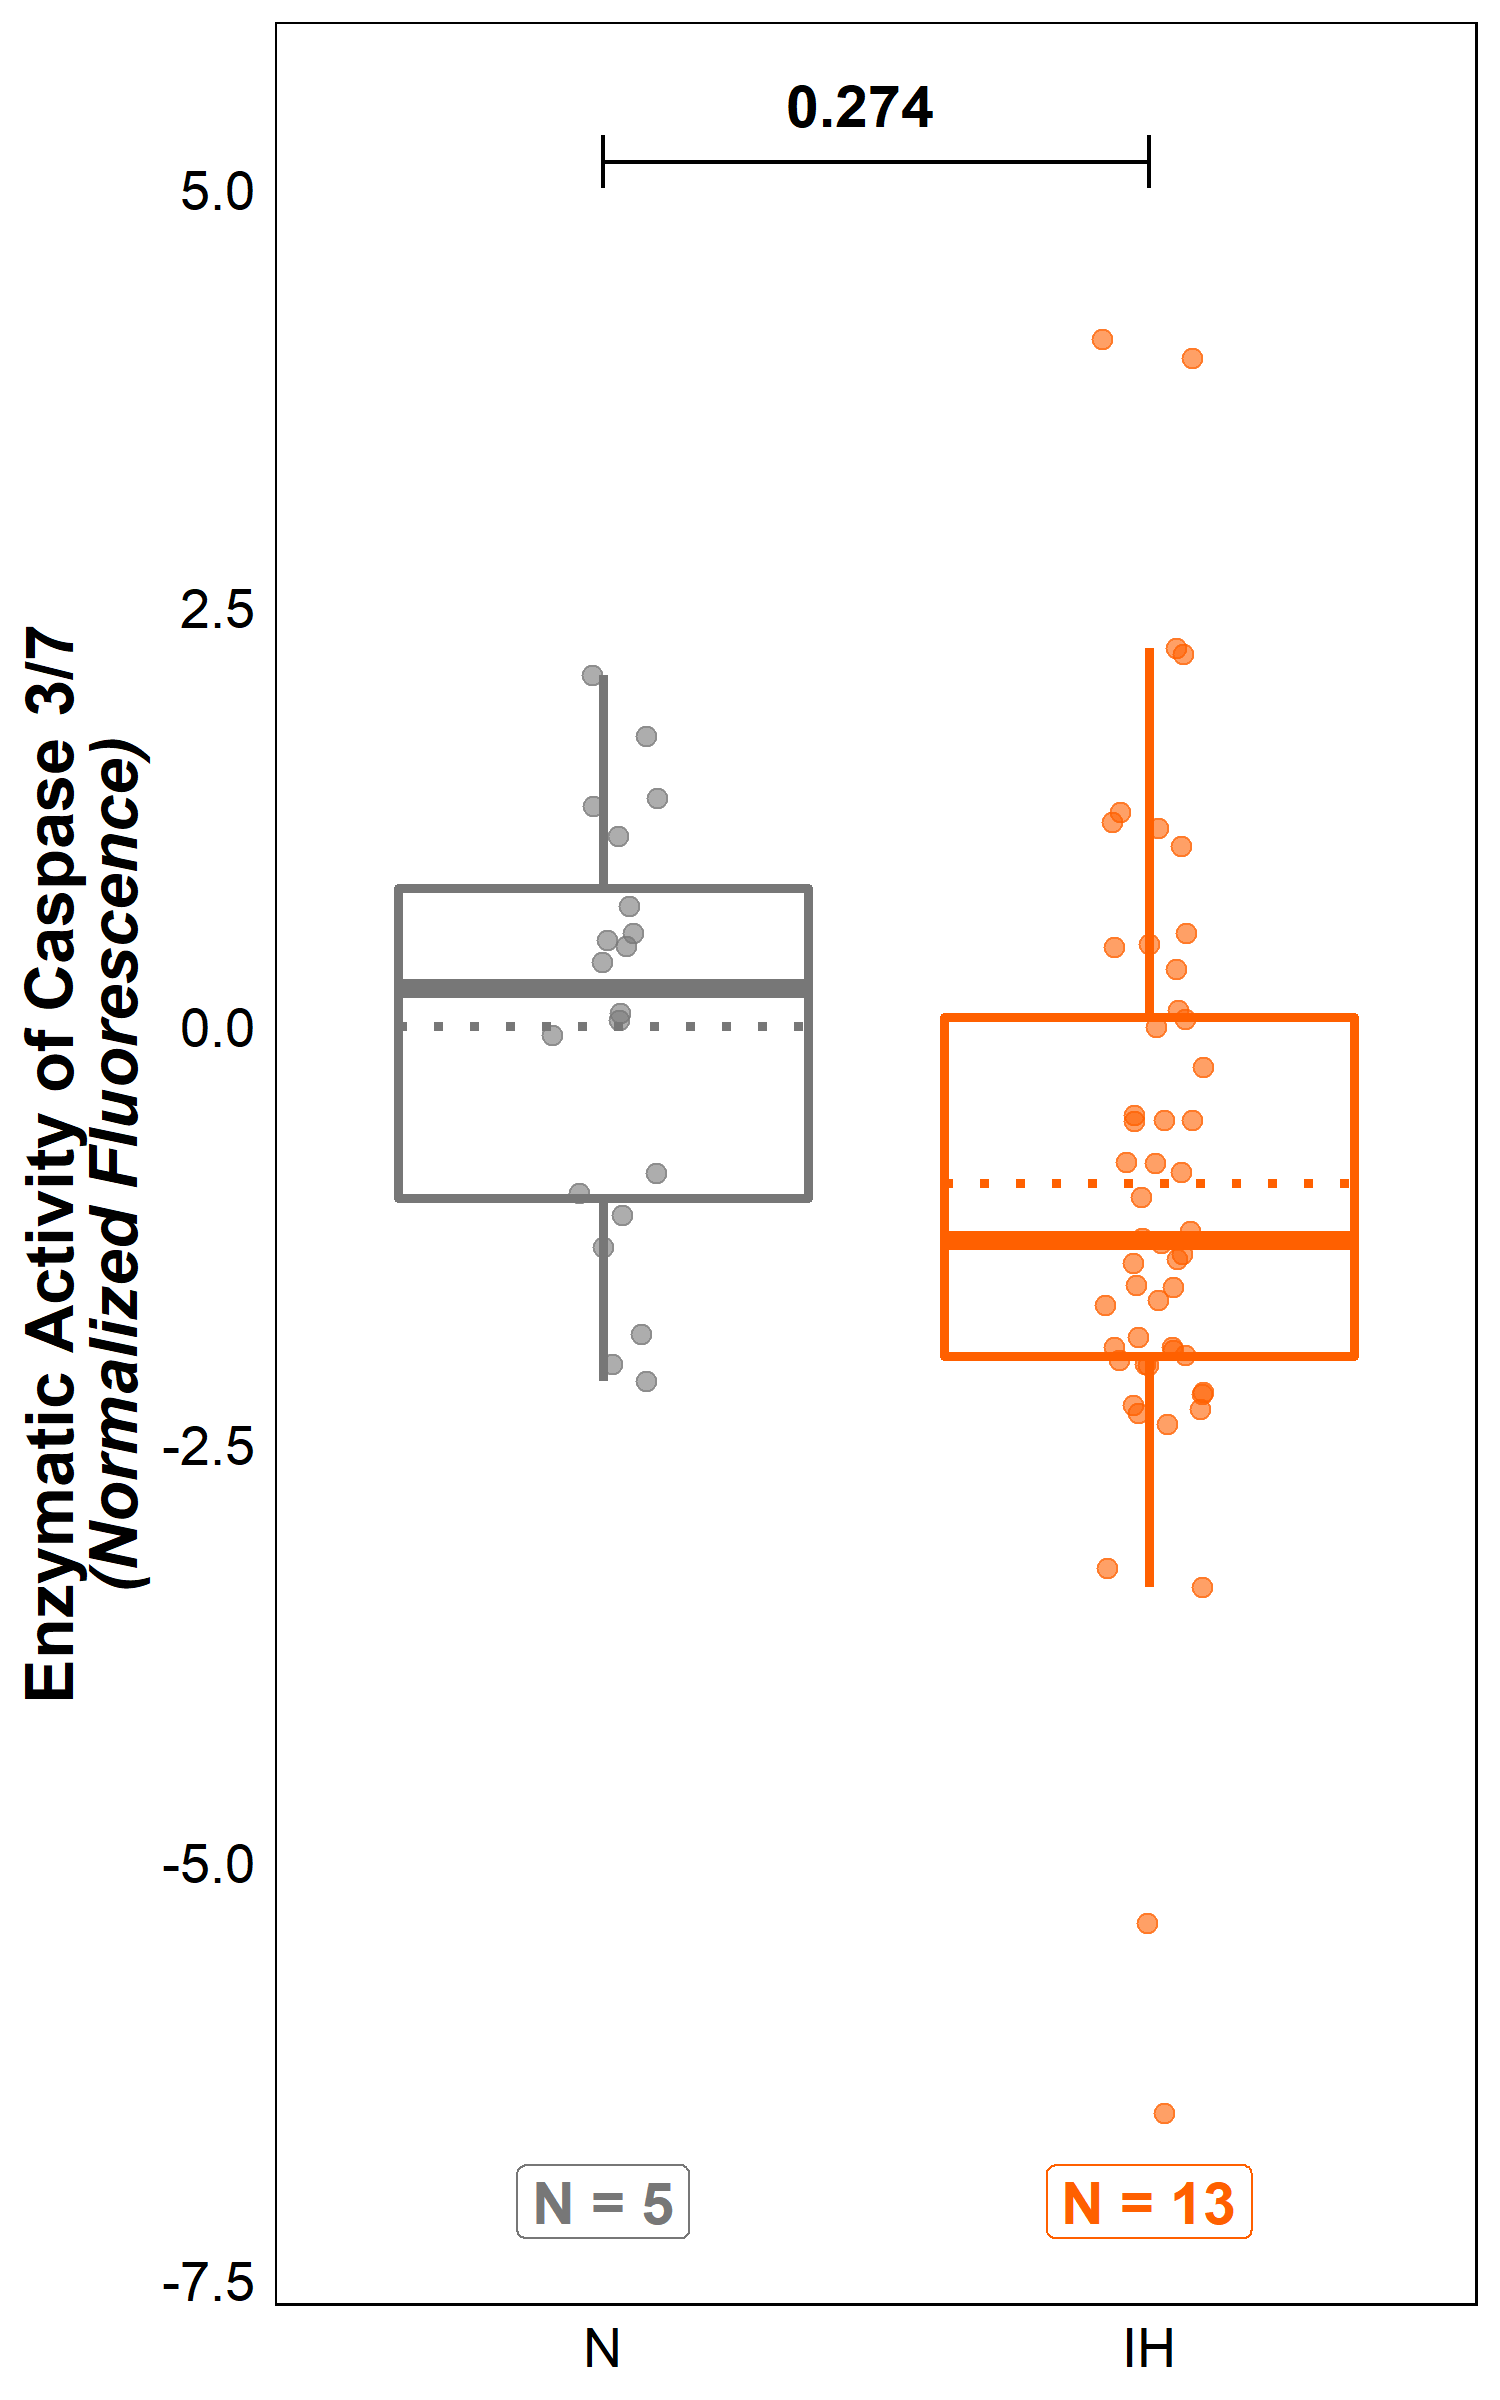 Enzymatic Activity of Caspase 3/7
(Normalized Fluorescence)
5.0
2.5
0.0
-2.5
-5.0
-7.5
0.274
N = 5
N = 13
N
IH